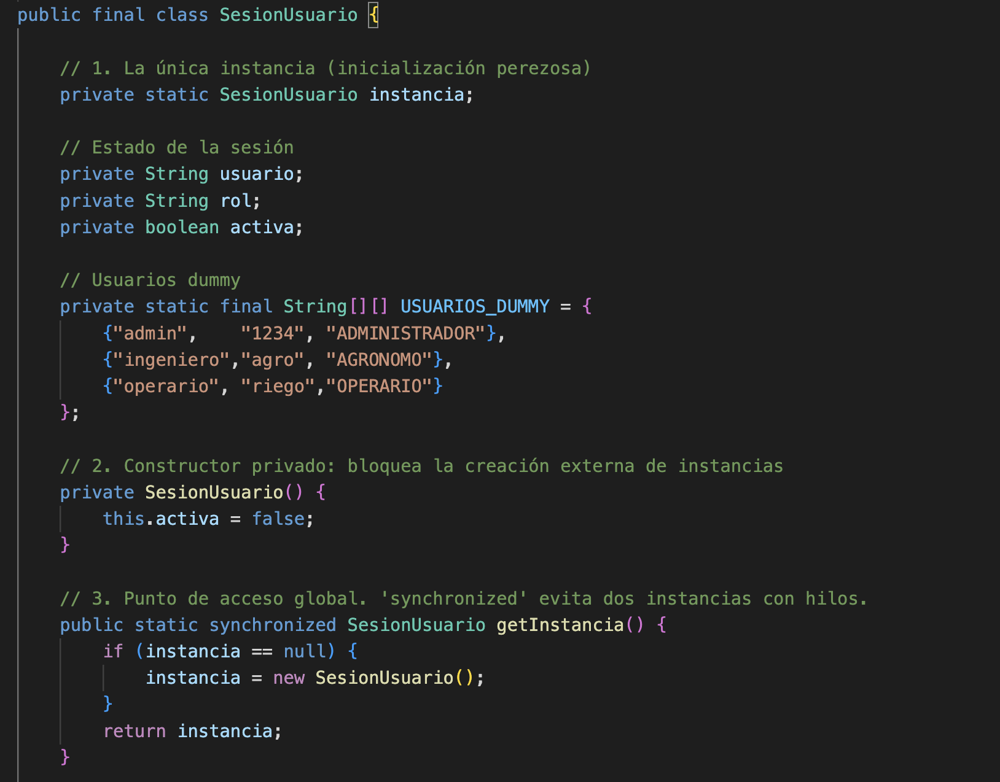 public final class SesionUsuario {
// 1. La única instancia (inicialización perezosa)
private static SesionUsuario instancia;
// Estado de la sesión
private String usuario;
private String rol;
private boolean activa;
// Usuarios dummy
private static final String[][] USUARIOS_DUMMY = {
{"admin",    "1234", "ADMINISTRADOR"},
{"ingeniero","agro", "AGRONOMO"},
{"operario", "riego","OPERARIO"}
};
// 2. Constructor privado: bloquea la creación externa de instancias
private SesionUsuario() {
this.activa = false;
}
// 3. Punto de acceso global. 'synchronized' evita dos instancias con hilos.
public static synchronized SesionUsuario getInstancia() {
if (instancia == null) {
instancia = new SesionUsuario();
}
return instancia;
}